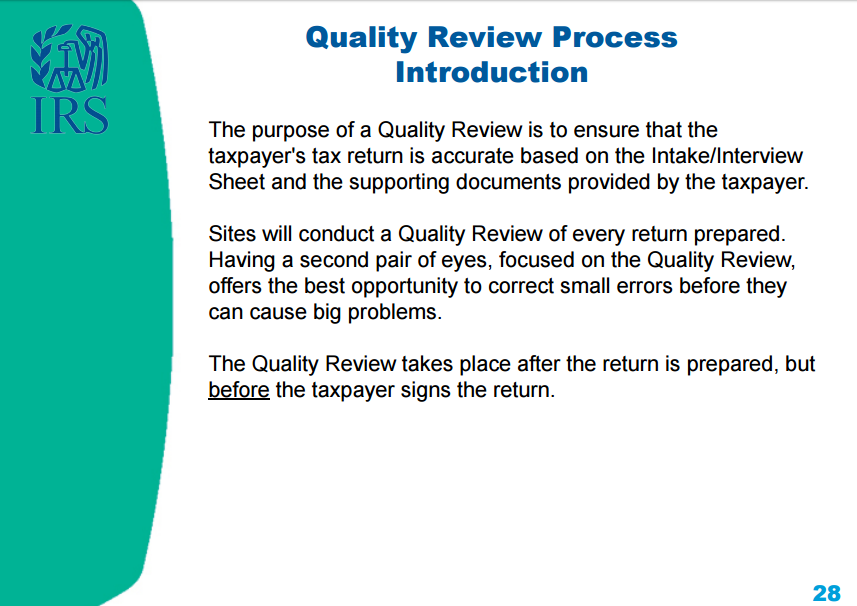 IRS
Quality Review Process
Introduction
The purpose of a Quality Review is to ensure that the
taxpayer's tax return is accurate based on the Intake/Interview
Sheet and the supporting documents provided by the taxpayer.
Sites will conduct a Quality Review of every return prepared.
Having a second pair of eyes, focused on the Quality Review,
offers the best opportunity to correct small errors before they
can cause big problems.
The Quality Review takes place after the return is prepared, but
before the taxpayer signs the return.
28